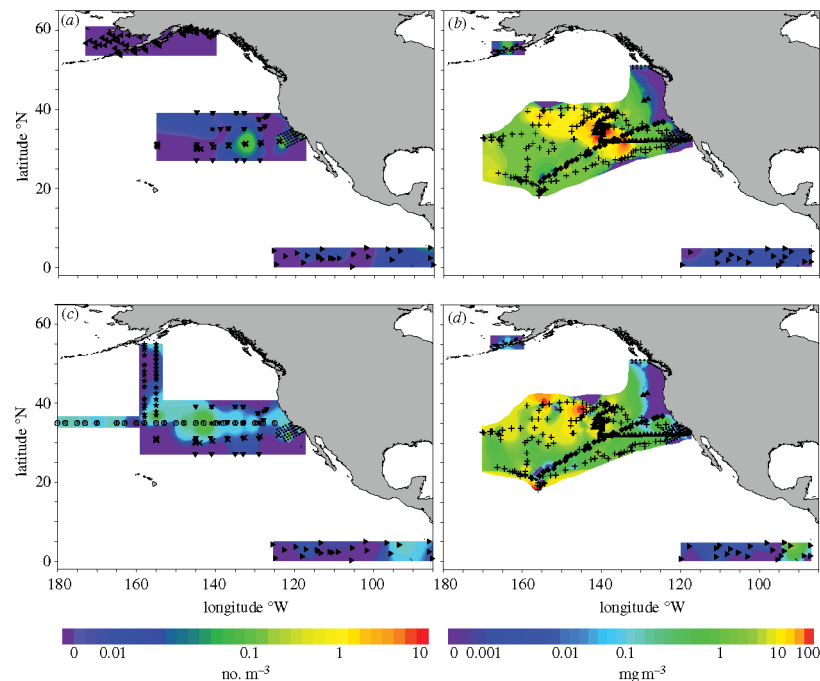 (a)
(b)
60
40
20
0
latitude °N
(c)
(d)
60
40
20
0
latitude °N
180 160 140 120 100
160 140 120 100
longitude °W
longitude °W
0 0.01 0.1 1 10
no. m⁻³
0 0.001 0.01 0.1 1 10 100
mg m⁻³